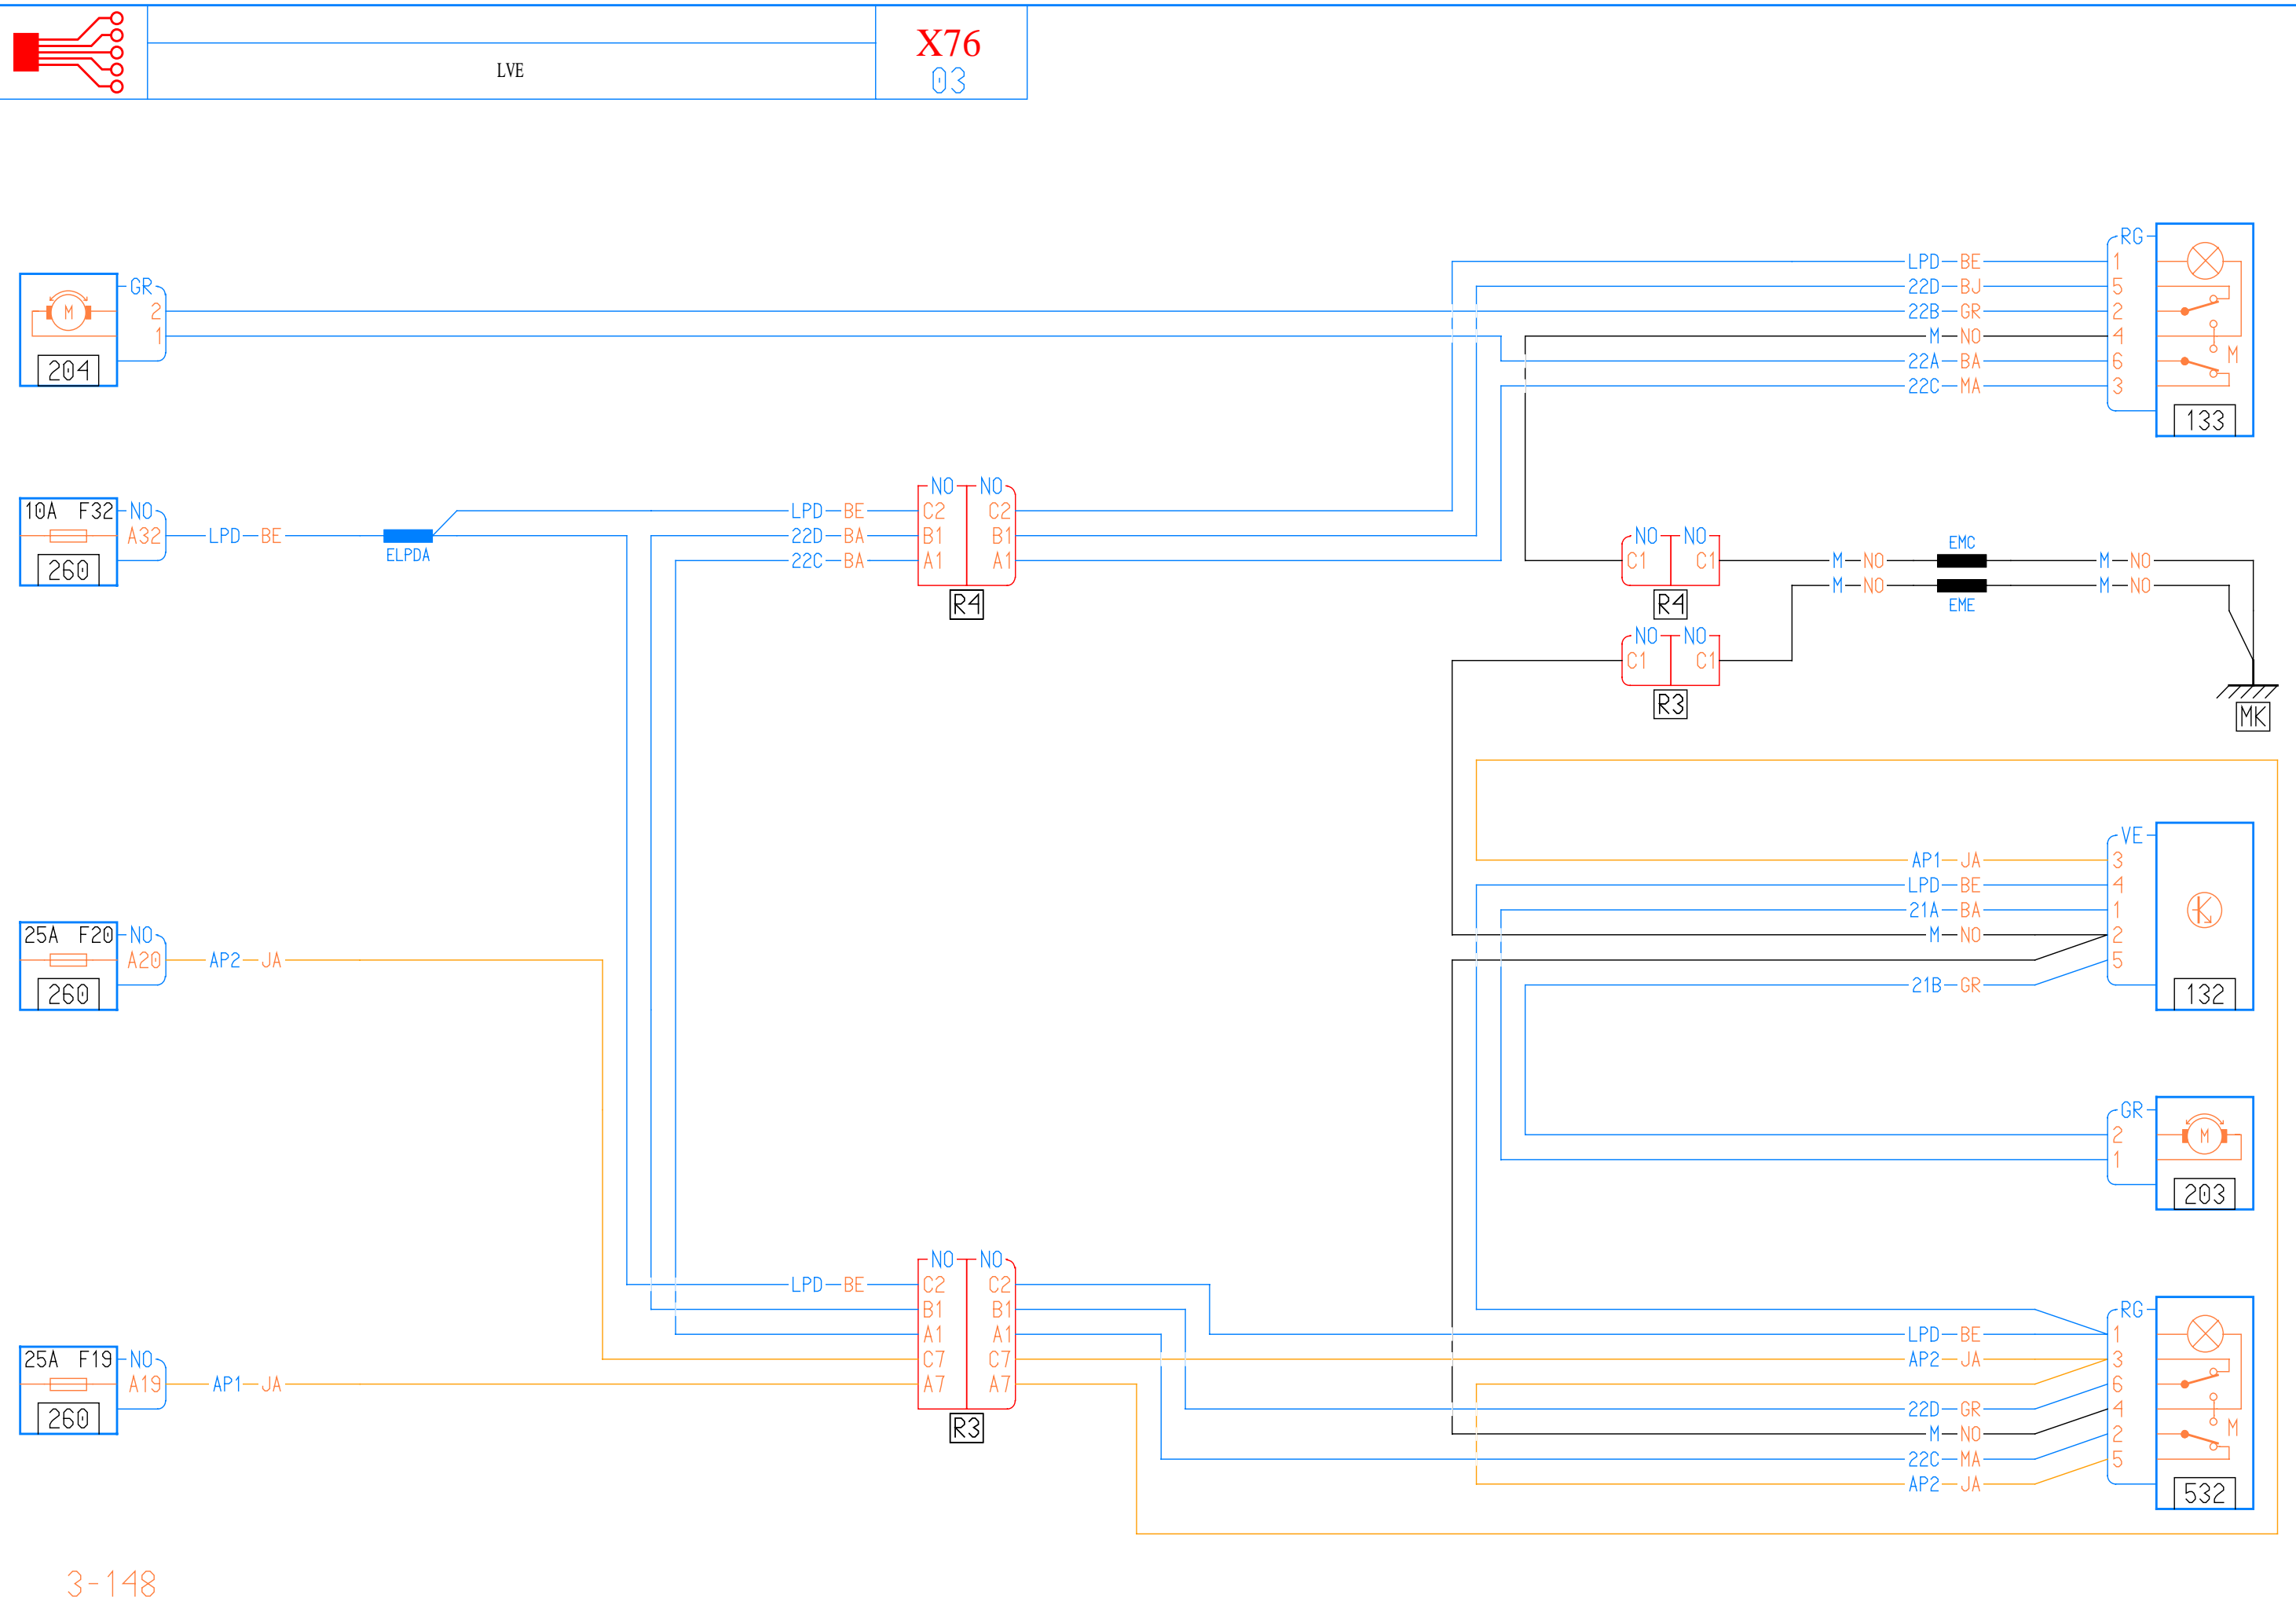 X76
LVE
03
RG
LPD BE 1
GR 22D BJ 5
M 2 22B GR 2
1 M NO 4
22A BA 6 M
204 22C MA 3
133
NO NO
10A F32 NO LPD BE C2 C2
A32 LPD BE 22D BA B1 B1 NO NO EMC
ELPDA 22C BA A1 A1 C1 C1 M NO M NO
260 M NO M NO
R4 R4 EME
NO NO
C1 C1
R3 MK
VE
AP1 JA 3
LPD BE 4
21A BA 1
25A F20 NO M NO 2
A20 AP2 JA 5
260 21B GR 132
GR
2 M
1
203
NO NO
LPD BE C2 C2
B1 B1 RG
A1 A1 LPD BE 1
25A F19 NO C7 C7 AP2 JA 3
A19 AP1 JA A7 A7 6
260 22D GR 4
R3 M NO 2 M
22C MA 5
AP2 JA 532
3-148